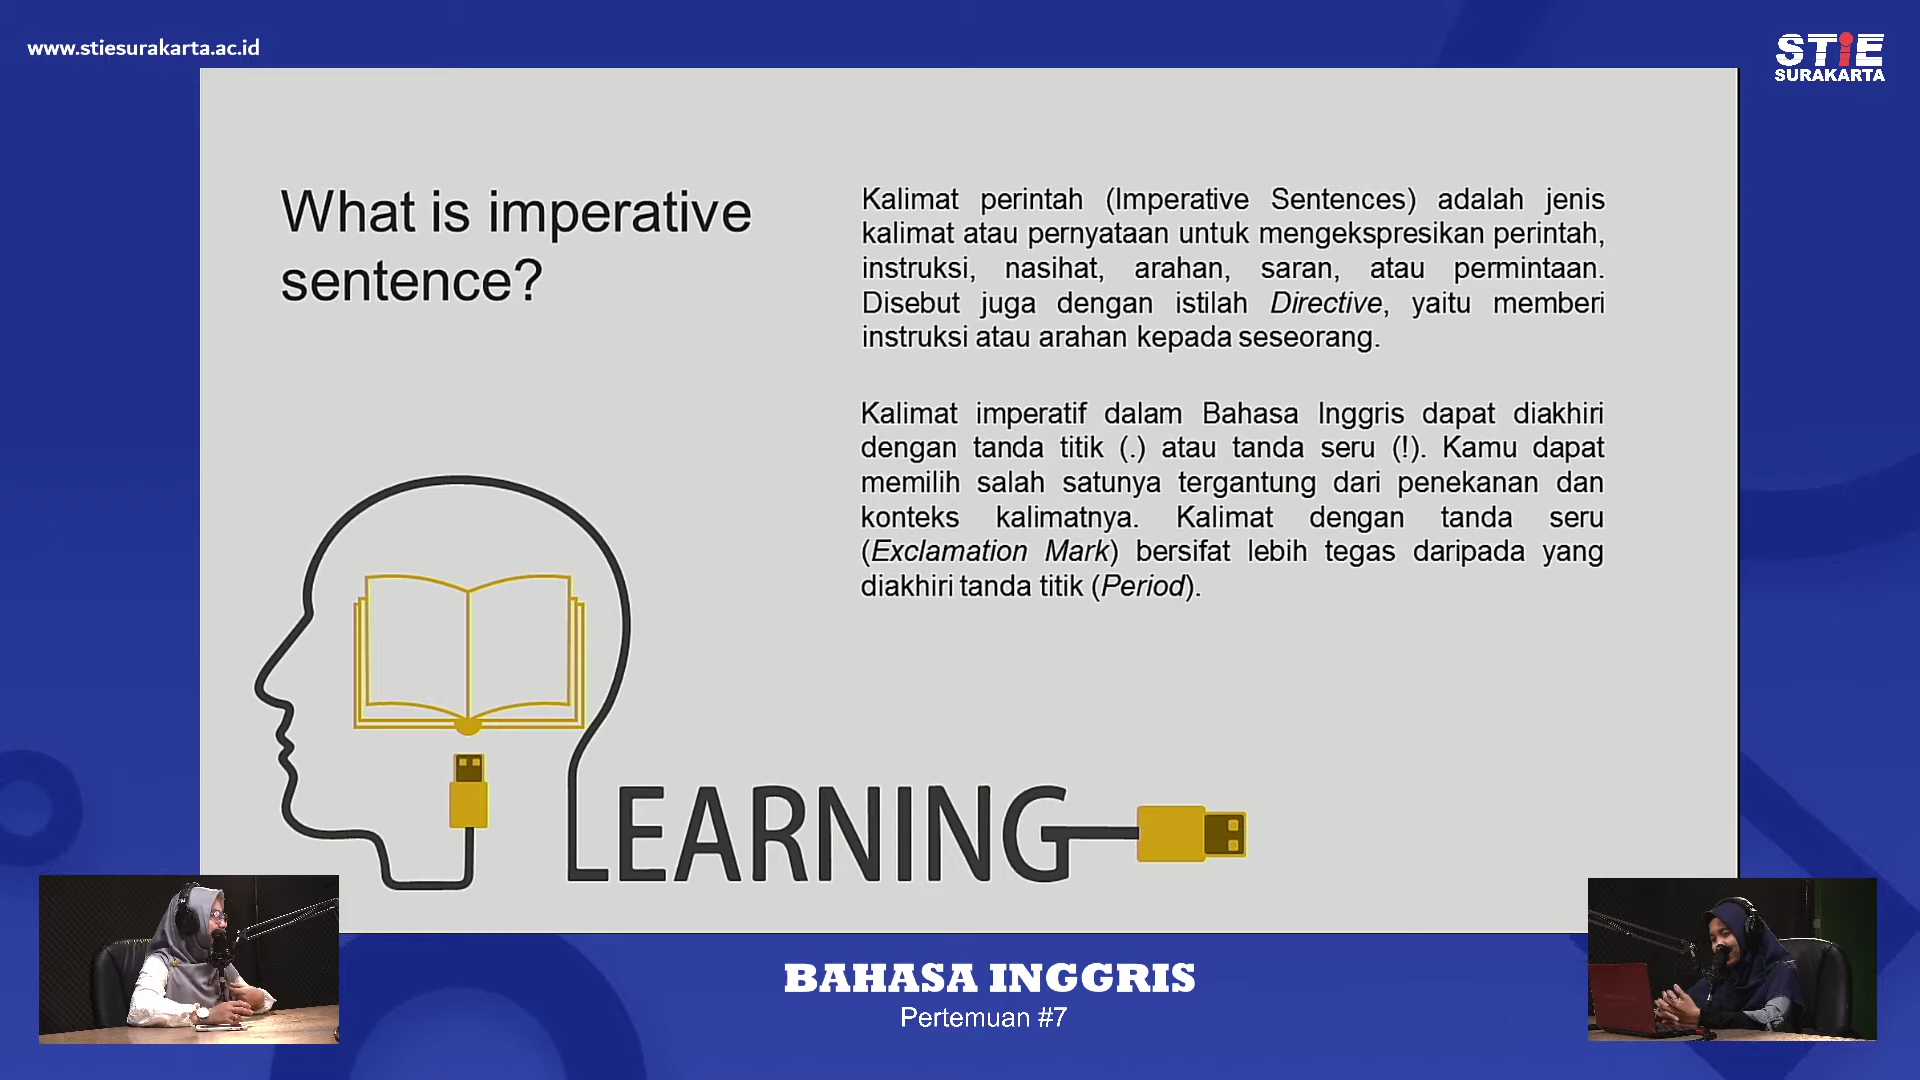 www.stiesurakarta.ac.id
STIE
SURAKARTA
What is imperative
sentence?
Kalimat perintah (Imperative Sentences) adalah jenis
kalimat atau pernyataan untuk mengekspresikan perintah,
instruksi, nasihat, arahan, saran, atau permintaan.
Disebut juga dengan istilah Directive, yaitu memberi
instruksi atau arahan kepada seseorang.
Kalimat imperatif dalam Bahasa Inggris dapat diakhiri
dengan tanda titik (.) atau tanda seru (!). Kamu dapat
memilih salah satunya tergantung dari penekanan dan
konteks kalimatnya. Kalimat dengan tanda seru
(Exclamation Mark) bersifat lebih tegas daripada yang
diakhiri tanda titik (Period).
LEARNING
BAHASA INGGRIS
Pertemuan #7